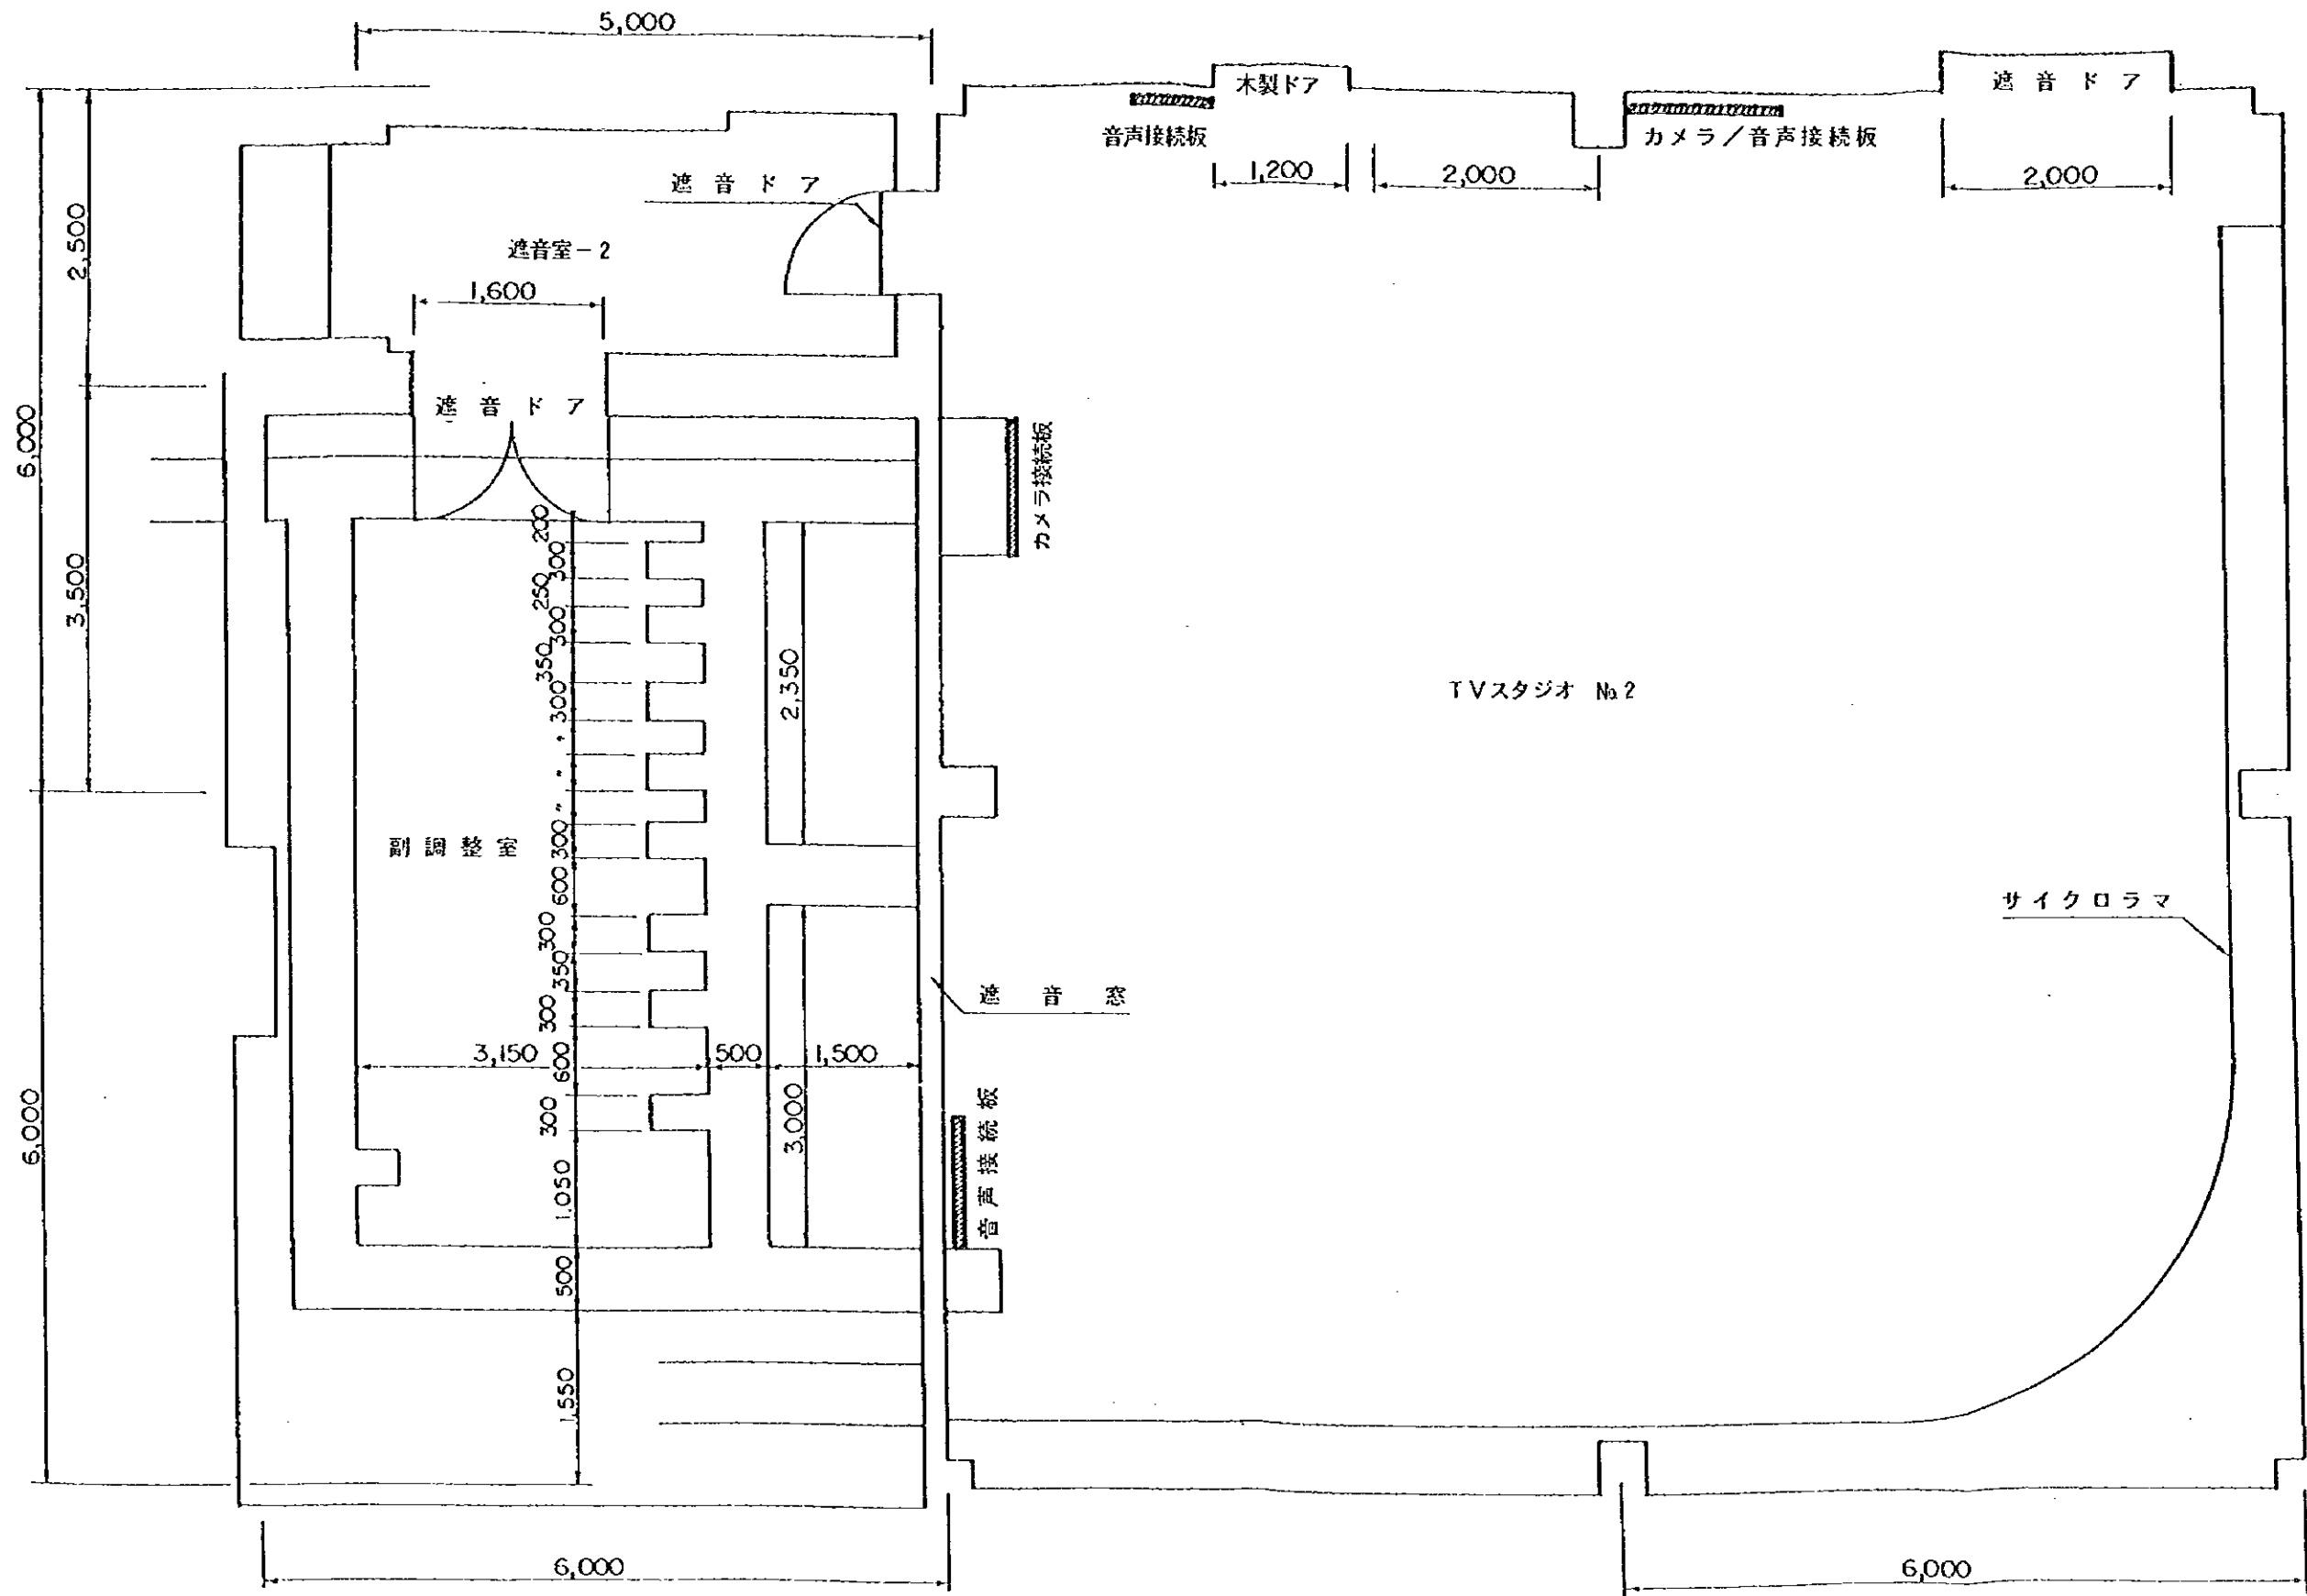 5,000
木製ドア
遮音ドア
音声接続板
カメラ/音声接続板
1,200
2,000
2,000
遮音ドア
2,500
遮音室-2
1,600
遮音ドア
6,000
カメラ接続板
200
300
250
300
3,500
350
300
2,350
TVスタジオ No.2
"
"
"
300
副調整室
600
サイクロラマ
300
350
遮音窓
300
3,150
600
500
1,500
6,000
300
3,000
音声接続板
1,050
500
1,550
6,000
6,000